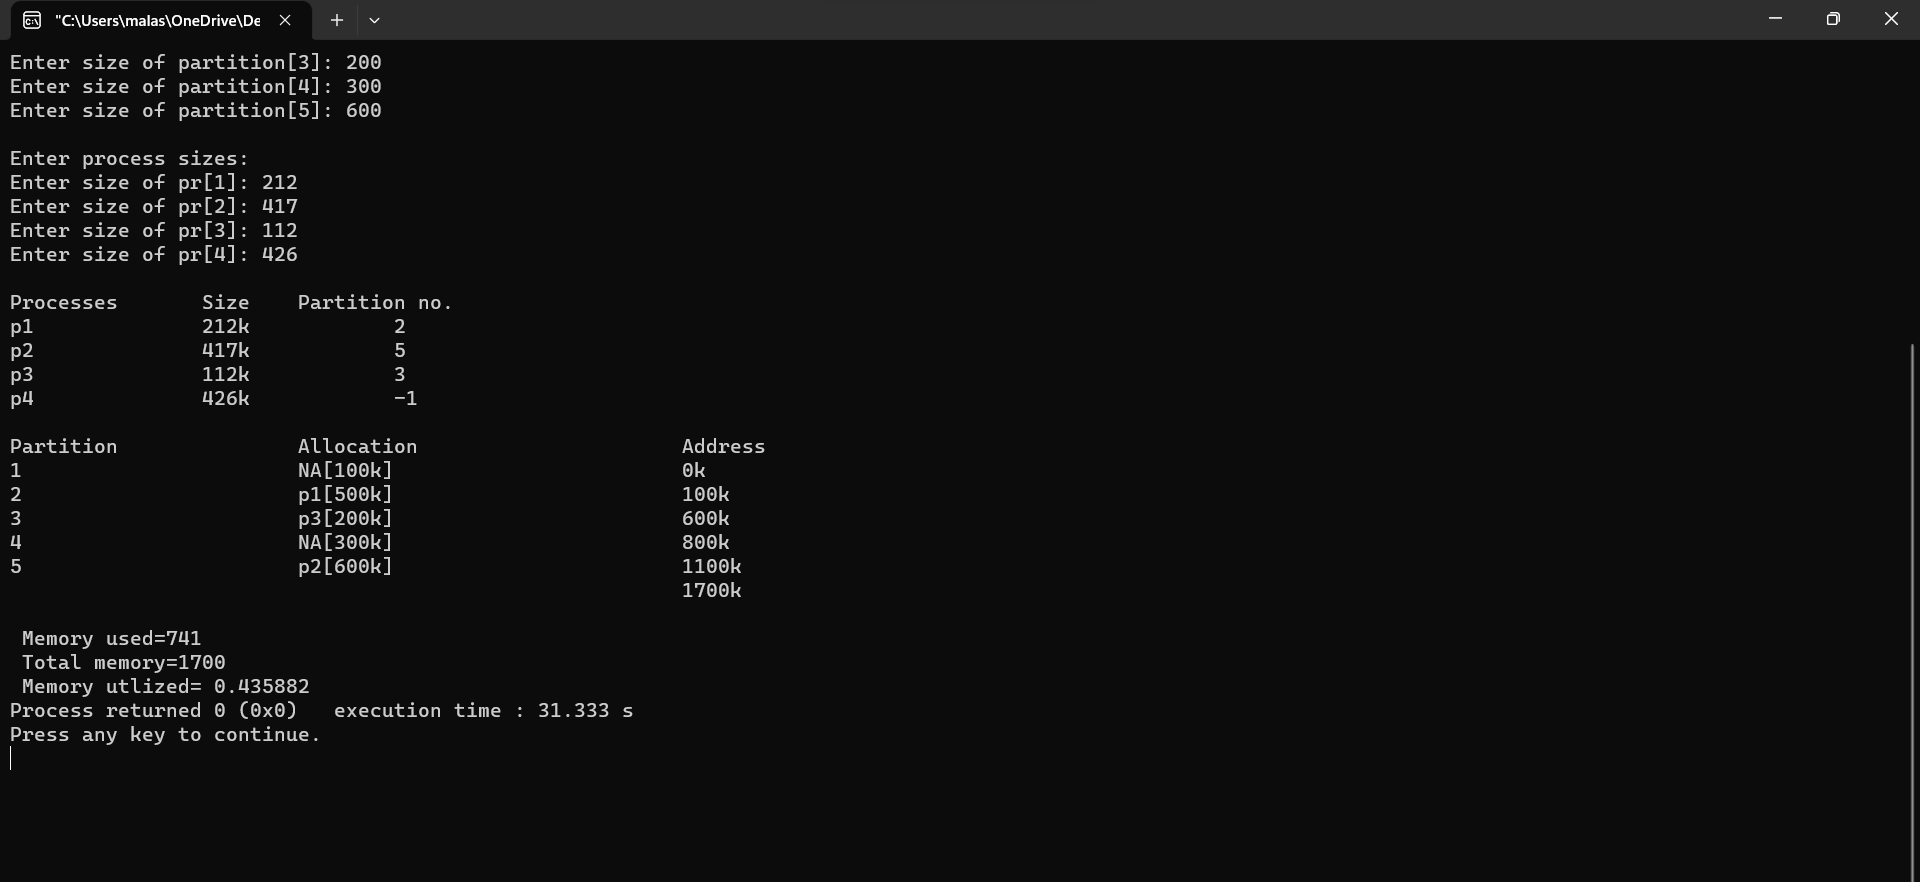 "C:\Users\malas\OneDrive\De
Enter size of partition[3]: 200
Enter size of partition[4]: 300
Enter size of partition[5]: 600
Enter process sizes:
Enter size of pr[1]: 212
Enter size of pr[2]: 417
Enter size of pr[3]: 112
Enter size of pr[4]: 426
Processes Size Partition no.
p1 212k 2
p2 417k 5
p3 112k 3
p4 426k -1
Partition Allocation Address
1 NA[100k] 0k
2 p1[500k] 100k
3 p3[200k] 600k
4 NA[300k] 800k
5 p2[600k] 1100k
1700k
Memory used=741
Total memory=1700
Memory utlized= 0.435882
Process returned 0 (0x0) execution time : 31.333 s
Press any key to continue.